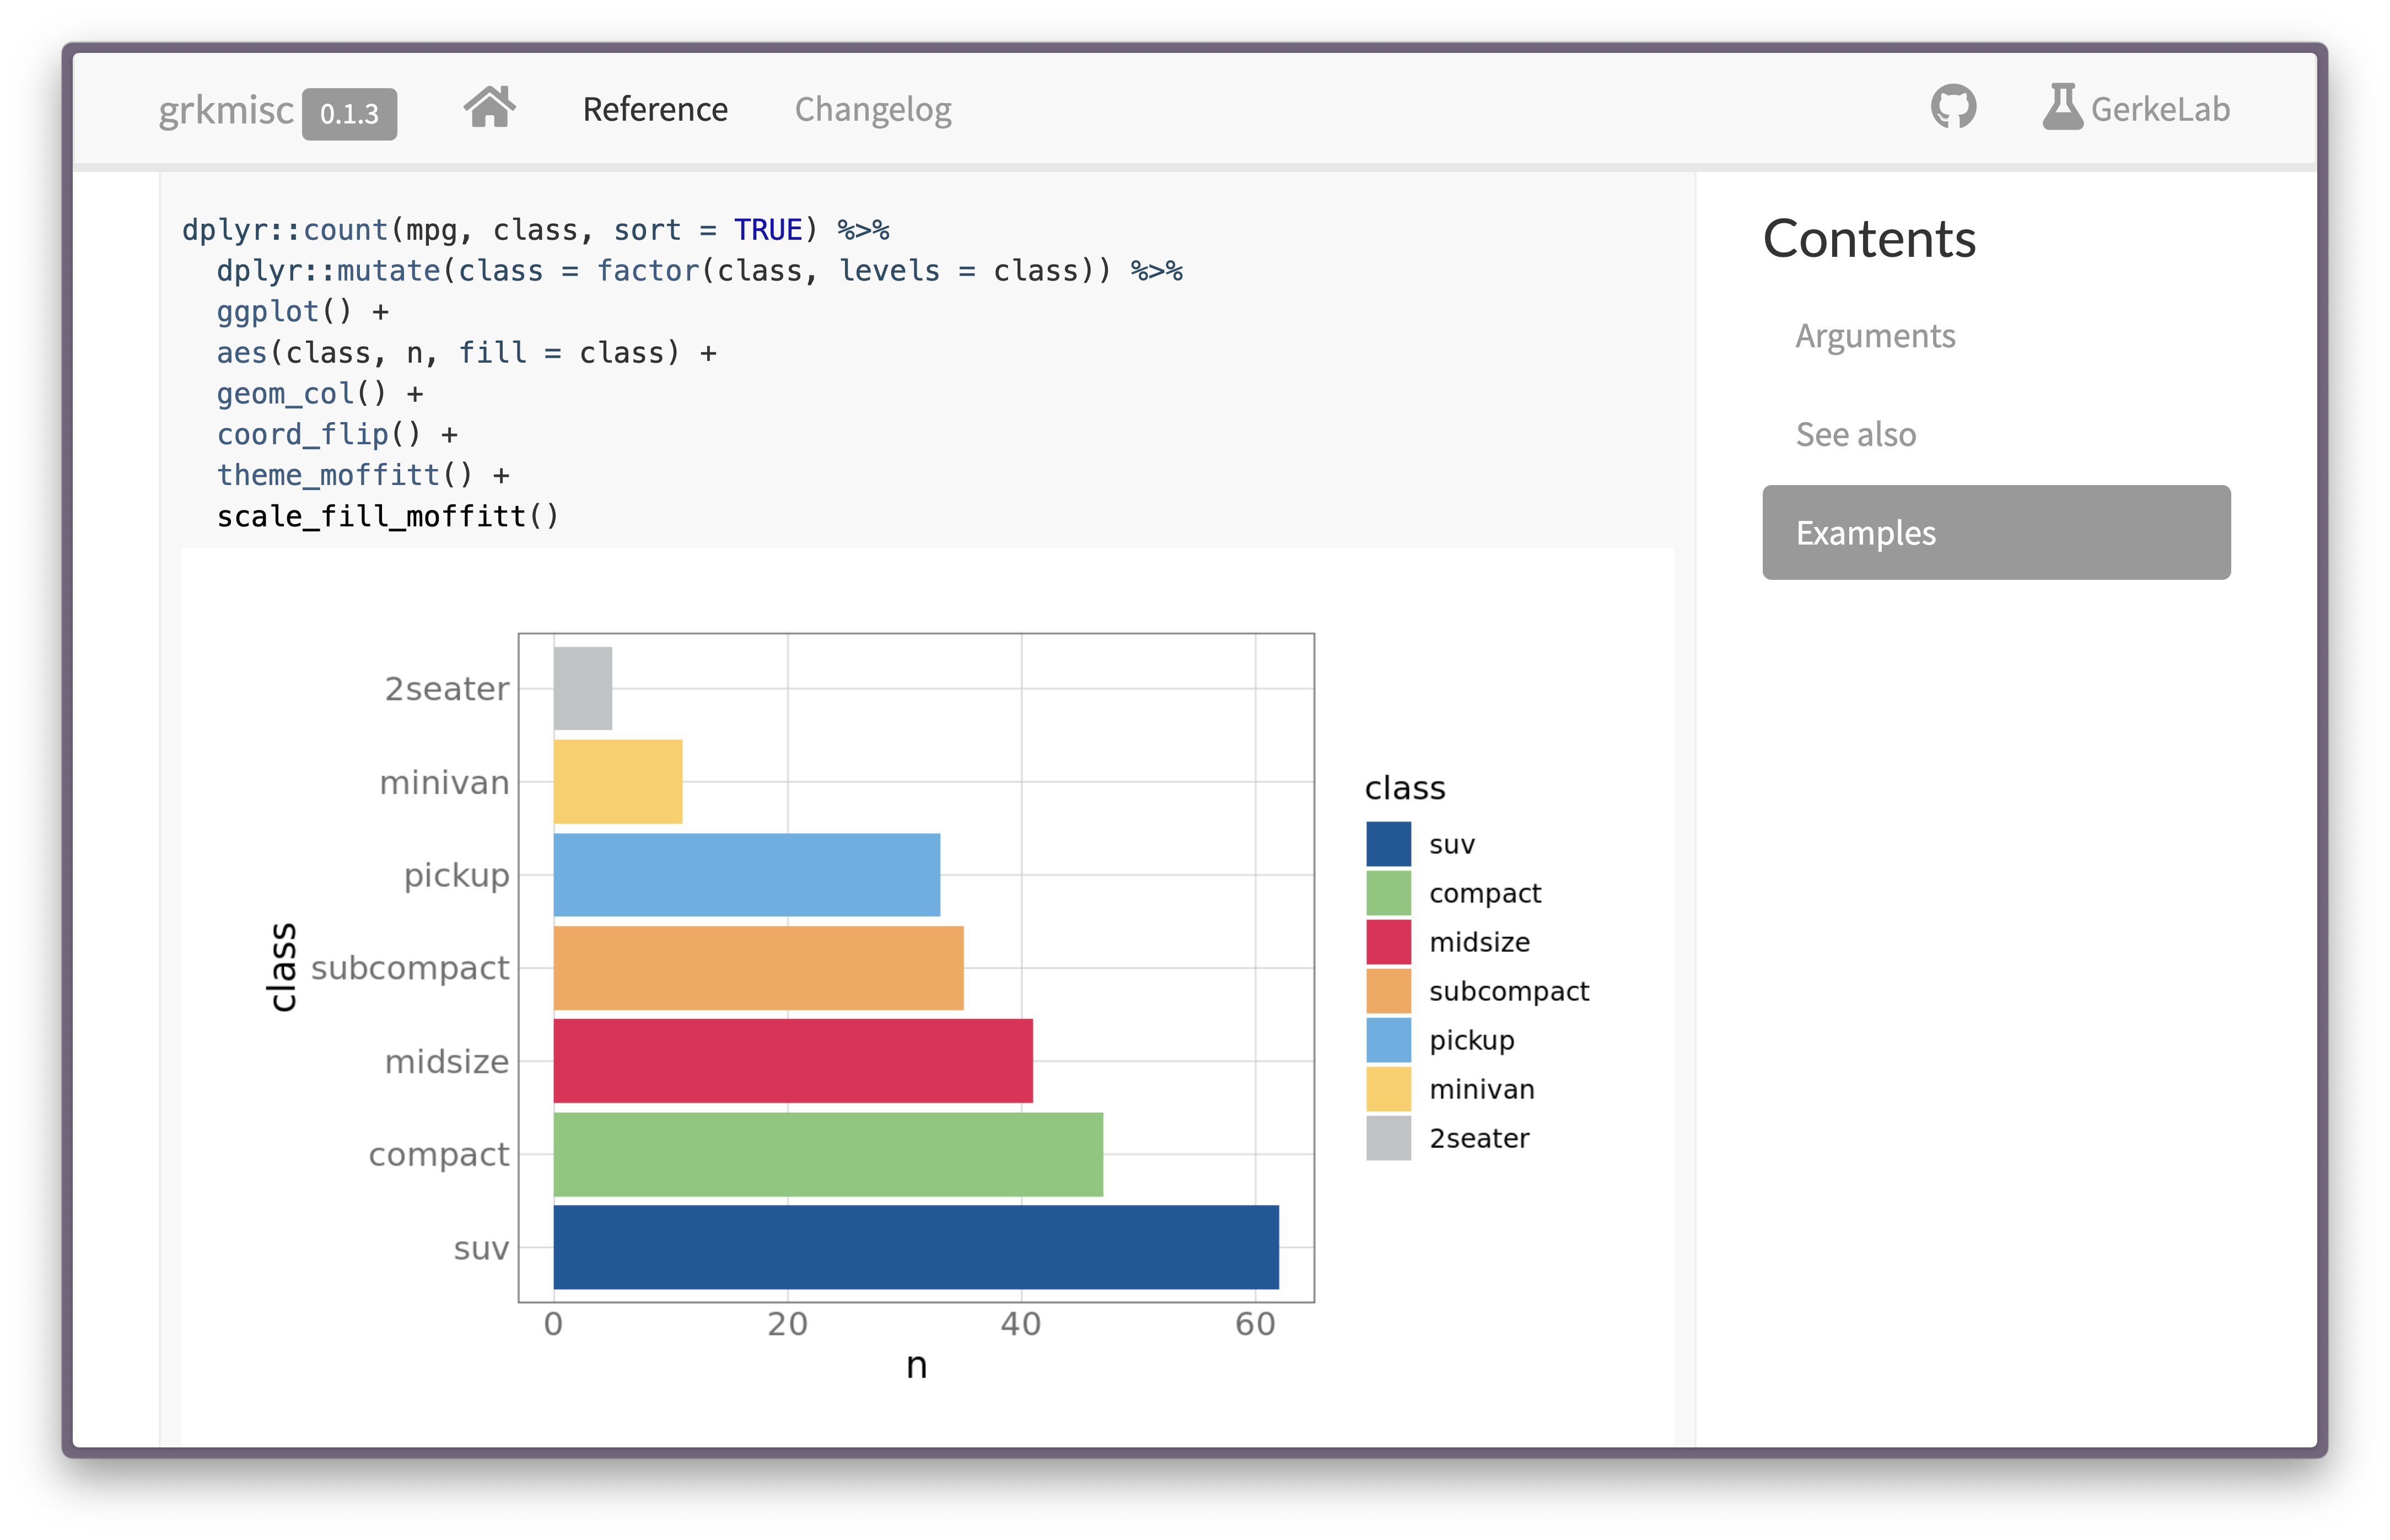 grkmisc 0.1.3 Reference Changelog GerkeLab
dplyr::count(mpg, class, sort = TRUE) %>%
  dplyr::mutate(class = factor(class, levels = class)) %>%
  ggplot() +
  aes(class, n, fill = class) +
  geom_col() +
  coord_flip() +
  theme_moffitt() +
  scale_fill_moffitt()
Contents
Arguments
See also
Examples
class
2seater
minivan
pickup
subcompact
midsize
compact
suv
0 20 40 60
n
class
suv
compact
midsize
subcompact
pickup
minivan
2seater